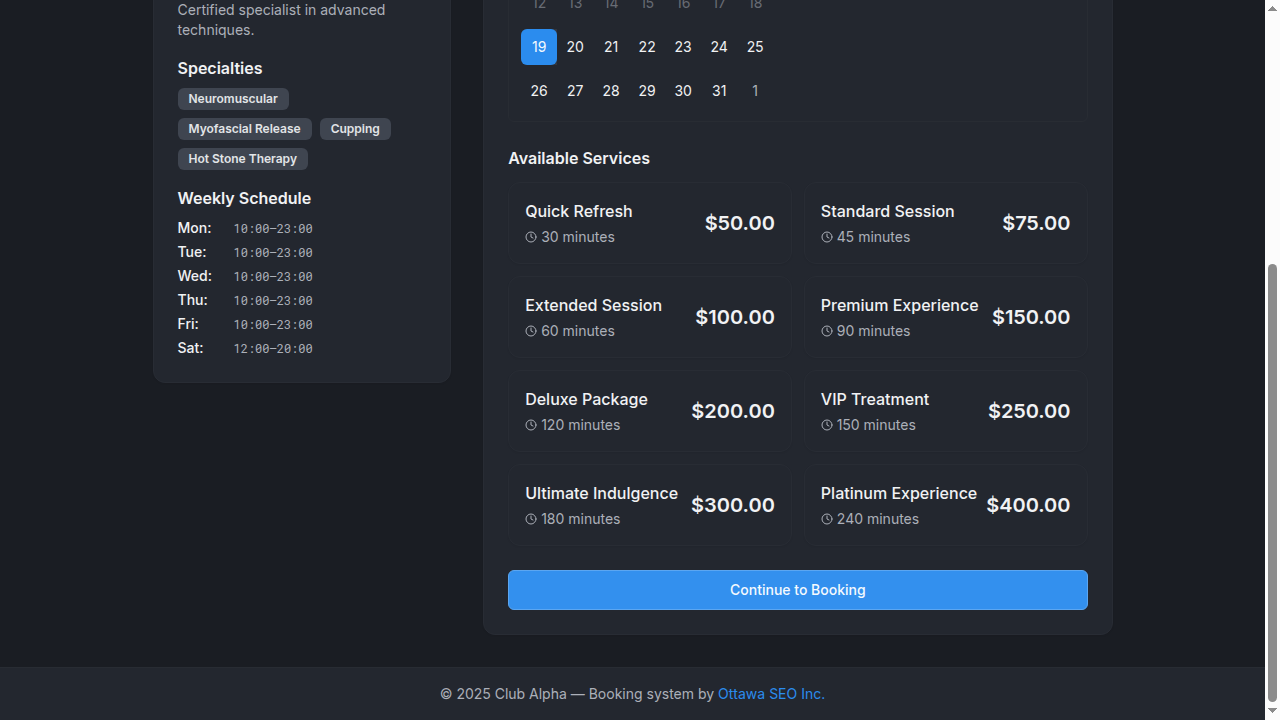 Certified specialist in advanced
techniques.
Specialties
Neuromuscular
Myofascial Release
Cupping
Hot Stone Therapy
Weekly Schedule
Mon: 10:00–23:00
Tue: 10:00–23:00
Wed: 10:00–23:00
Thu: 10:00–23:00
Fri: 10:00–23:00
Sat: 12:00–20:00
12 13 14 15 16 17 18
19 20 21 22 23 24 25
26 27 28 29 30 31 1
Available Services
Quick Refresh
30 minutes
$50.00
Standard Session
45 minutes
$75.00
Extended Session
60 minutes
$100.00
Premium Experience
90 minutes
$150.00
Deluxe Package
120 minutes
$200.00
VIP Treatment
150 minutes
$250.00
Ultimate Indulgence
180 minutes
$300.00
Platinum Experience
240 minutes
$400.00
Continue to Booking
© 2025 Club Alpha — Booking system by Ottawa SEO Inc.